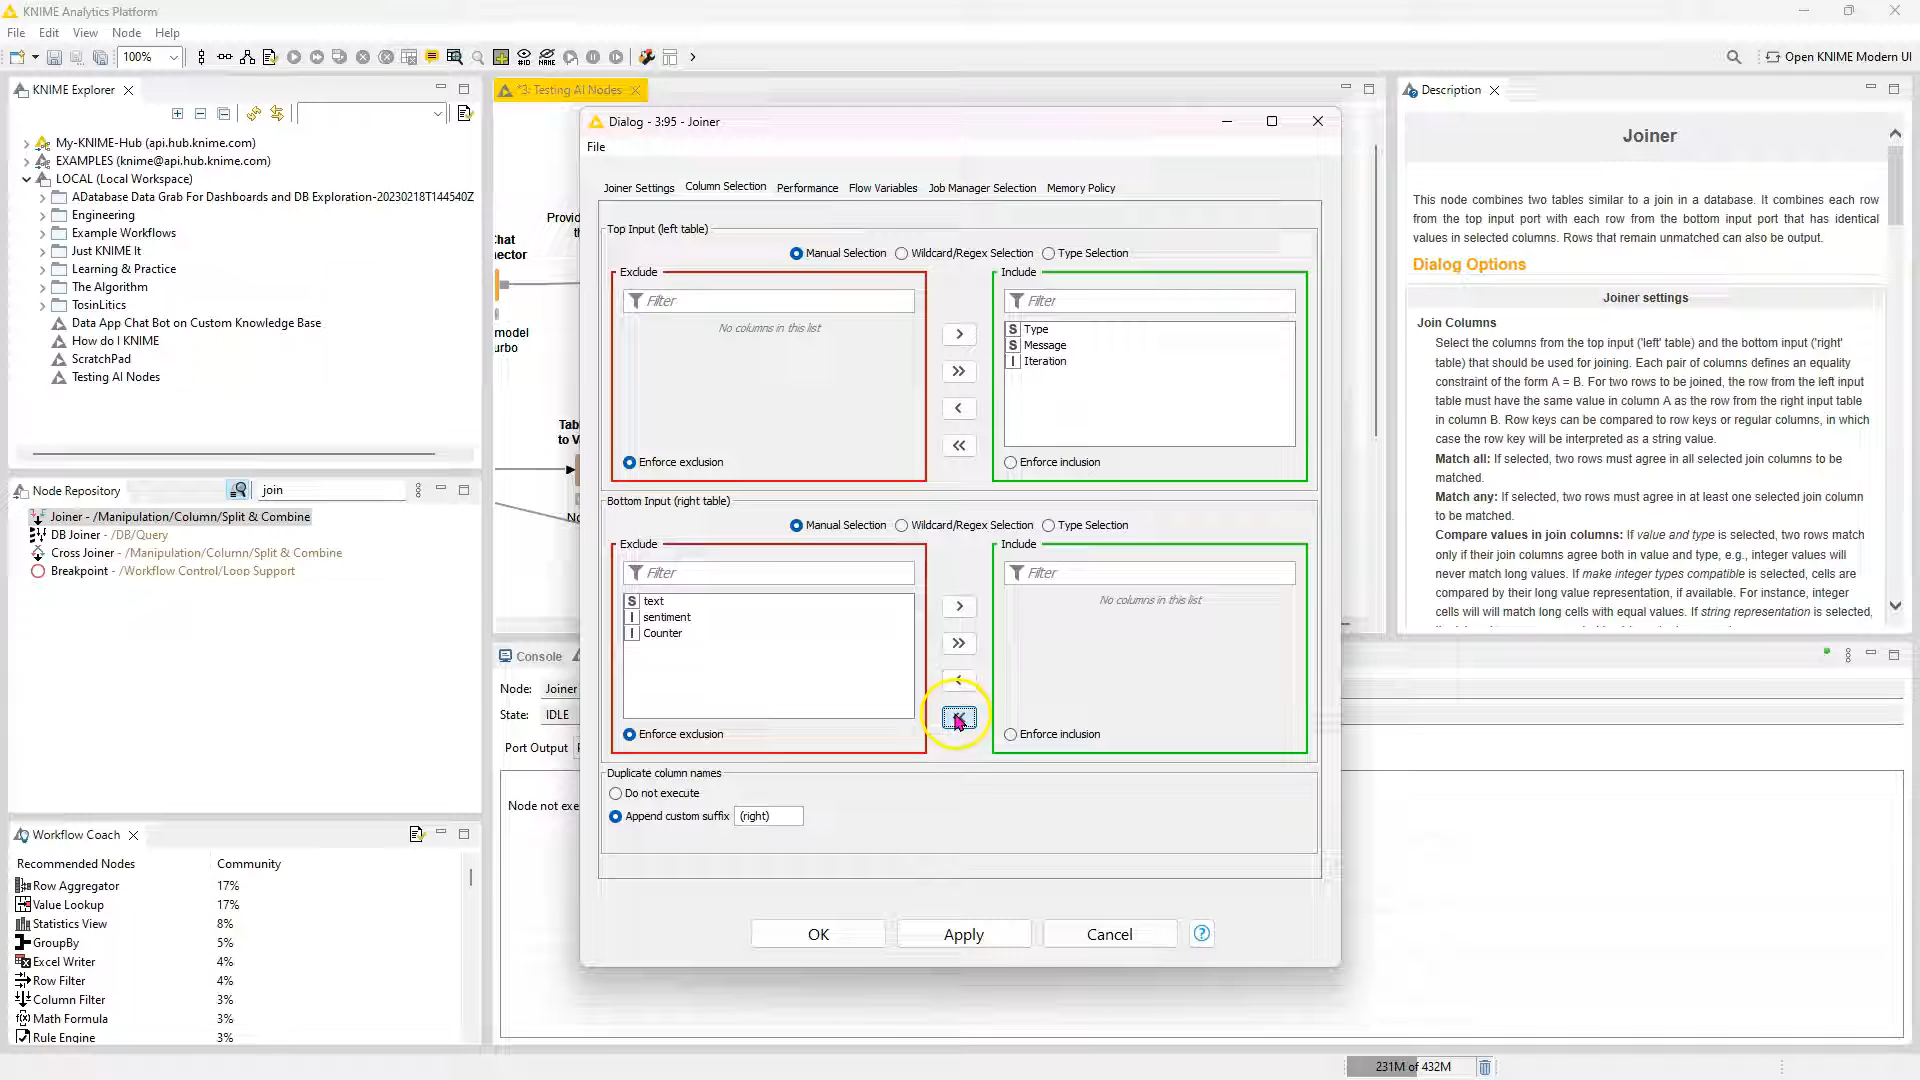 KNIME Analytics Platform
File Edit View Node Help
100%
Open KNIME Modern UI
KNIME Explorer
My-KNIME-Hub (api.hub.knime.com)
EXAMPLES (knime@api.hub.knime.com)
LOCAL (Local Workspace)
ADatabase Data Grab For Dashboards and DB Exploration-20230218T144540Z
Engineering
Example Workflows
Just KNIME It
Learning & Practice
The Algorithm
TosinLitics
Data App Chat Bot on Custom Knowledge Base
How do I KNIME
ScratchPad
Testing AI Nodes
Node Repository
join
Joiner - /Manipulation/Column/Split & Combine
DB Joiner - /DB/Query
Cross Joiner - /Manipulation/Column/Split & Combine
Breakpoint - /Workflow Control/Loop Support
Workflow Coach
Recommended Nodes Community
Row Aggregator 17%
Value Lookup 17%
Statistics View 8%
GroupBy 5%
Excel Writer 4%
Row Filter 4%
Column Filter 3%
Math Formula 3%
Rule Engine 3%
*3: Testing AI Nodes
Console
Node: Joiner
State: IDLE
Port Output
Node not exe
Dialog - 3:95 - Joiner
File
Joiner Settings Column Selection Performance Flow Variables Job Manager Selection Memory Policy
Top Input (left table)
Manual Selection Wildcard/Regex Selection Type Selection
Exclude
Filter
No columns in this list
Enforce exclusion
Include
Filter
S Type
S Message
I Iteration
Enforce inclusion
Bottom Input (right table)
Manual Selection Wildcard/Regex Selection Type Selection
Exclude
Filter
S text
I sentiment
I Counter
Enforce exclusion
Include
Filter
No columns in this list
Enforce inclusion
Duplicate column names
Do not execute
Append custom suffix (right)
OK Apply Cancel
Description
Joiner
This node combines two tables similar to a join in a database. It combines each row
from the top input port with each row from the bottom input port that has identical
values in selected columns. Rows that remain unmatched can also be output.
Dialog Options
Joiner settings
Join Columns
Select the columns from the top input ('left' table) and the bottom input ('right'
table) that should be used for joining. Each pair of columns defines an equality
constraint of the form A = B. For two rows to be joined, the row from the left input
table must have the same value in column A as the row from the right input table
in column B. Row keys can be compared to row keys or regular columns, in which
case the row key will be interpreted as a string value.
Match all: If selected, two rows must agree in all selected join columns to be
matched.
Match any: If selected, two rows must agree in at least one selected join column
to be matched.
Compare values in join columns: If value and type is selected, two rows match
only if their join columns agree both in value and type, e.g., integer values will
never match long values. If make integer types compatible is selected, cells are
compared by their long value representation, if available. For instance, integer
cells will will match long cells with equal values. If string representation is selected,
231M of 432M